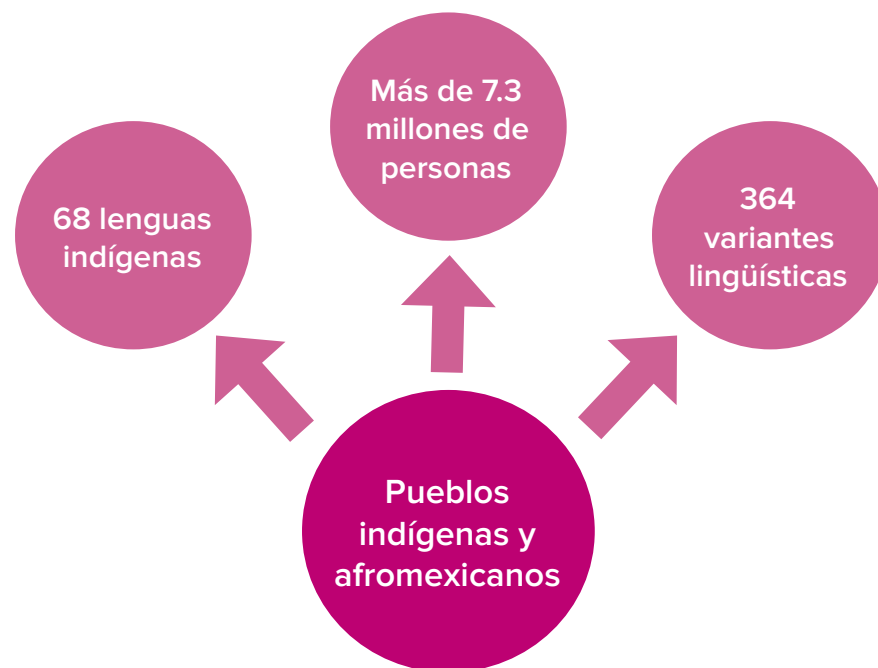 Más de 7.3
millones de
personas
68 lenguas
indígenas
364
variantes
lingüísticas
Pueblos
indígenas y
afromexicanos